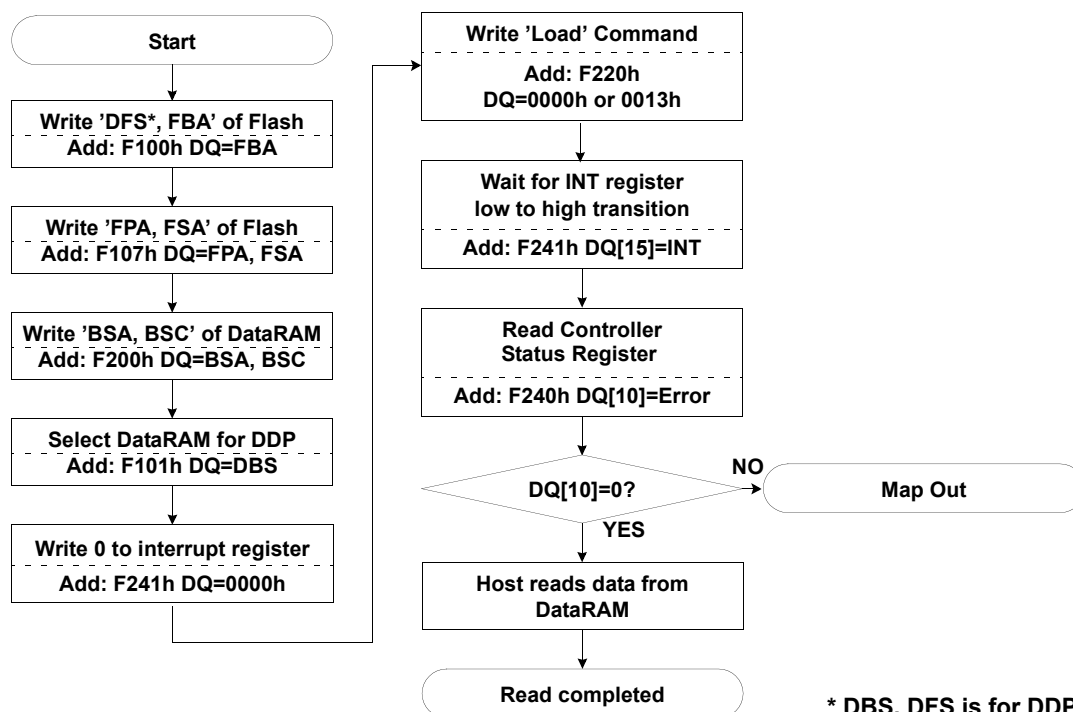 Start
Write ’DFS*, FBA’ of Flash
Add: F100h DQ=FBA
Write ’FPA, FSA’ of Flash
Add: F107h DQ=FPA, FSA
Write ’BSA, BSC’ of DataRAM
Add: F200h DQ=BSA, BSC
Select DataRAM for DDP
Add: F101h DQ=DBS
Write 0 to interrupt register
Add: F241h DQ=0000h
Write ’Load’ Command
Add: F220h
DQ=0000h or 0013h
Wait for INT register
low to high transition
Add: F241h DQ[15]=INT
Read Controller
Status Register
Add: F240h DQ[10]=Error
DQ[10]=0?
NO
Map Out
YES
Host reads data from
DataRAM
Read completed
* DBS, DFS is for DDP